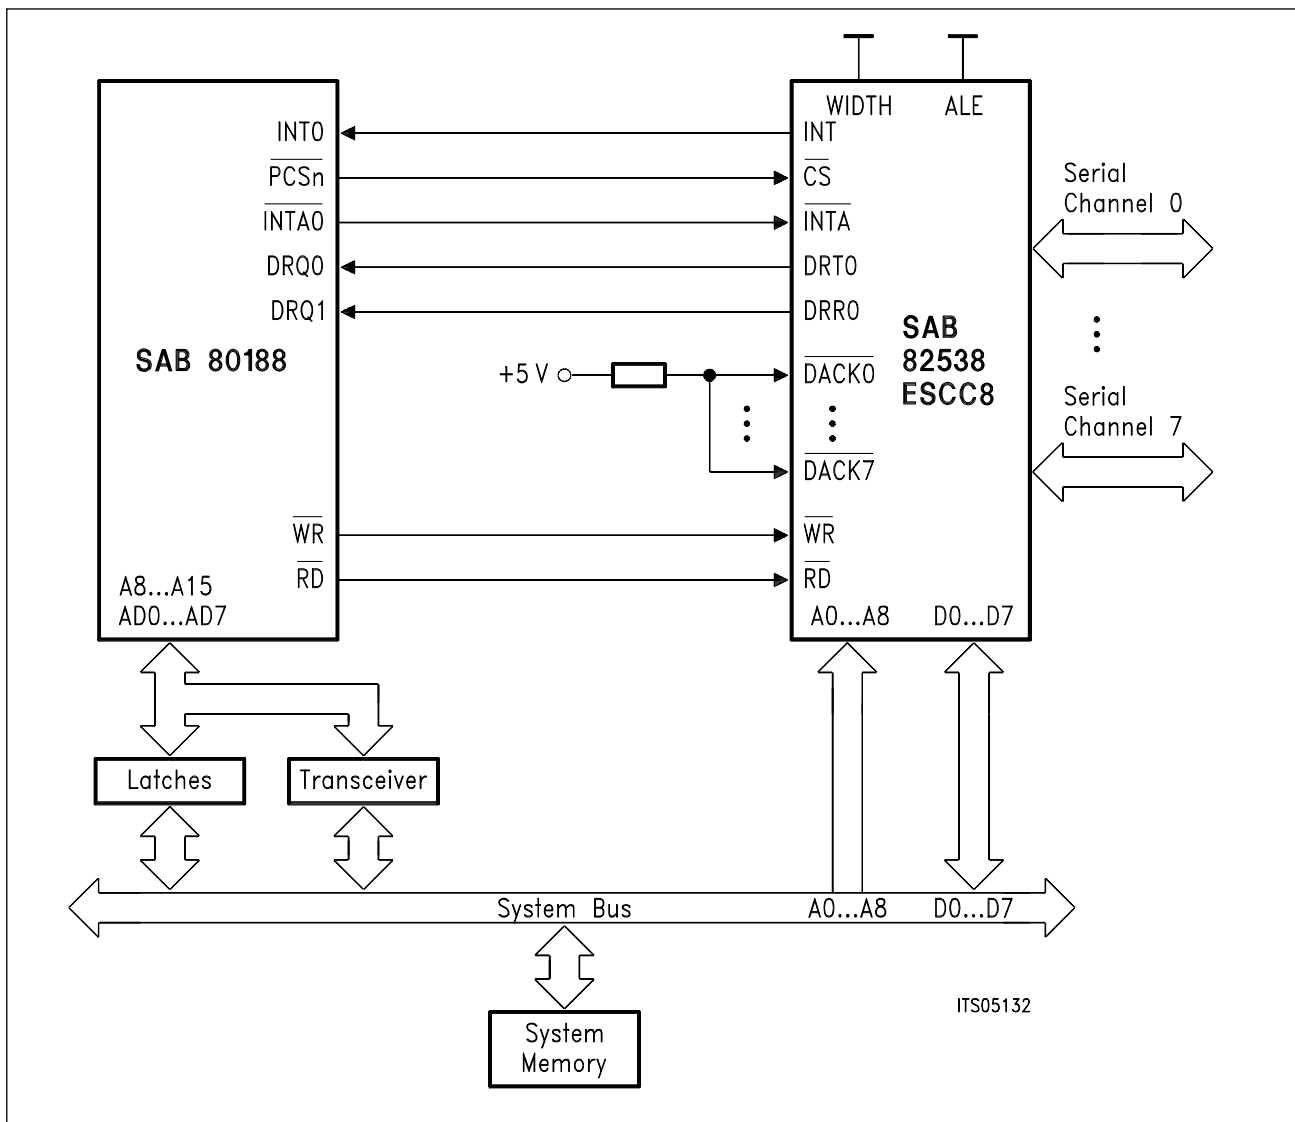 WIDTH ALE
INT0 INT
PCSn CS
INTA0 INTA
DRQ0 DRT0
DRQ1 DRR0
Serial
Channel 0
SAB 80188
SAB
82538
ESCC8
+5 V DACK0
DACK7
Serial
Channel 7
WR WR
RD RD
A8...A15
AD0...AD7
A0...A8 D0...D7
Latches Transceiver
System Bus A0...A8 D0...D7
ITS05132
System
Memory